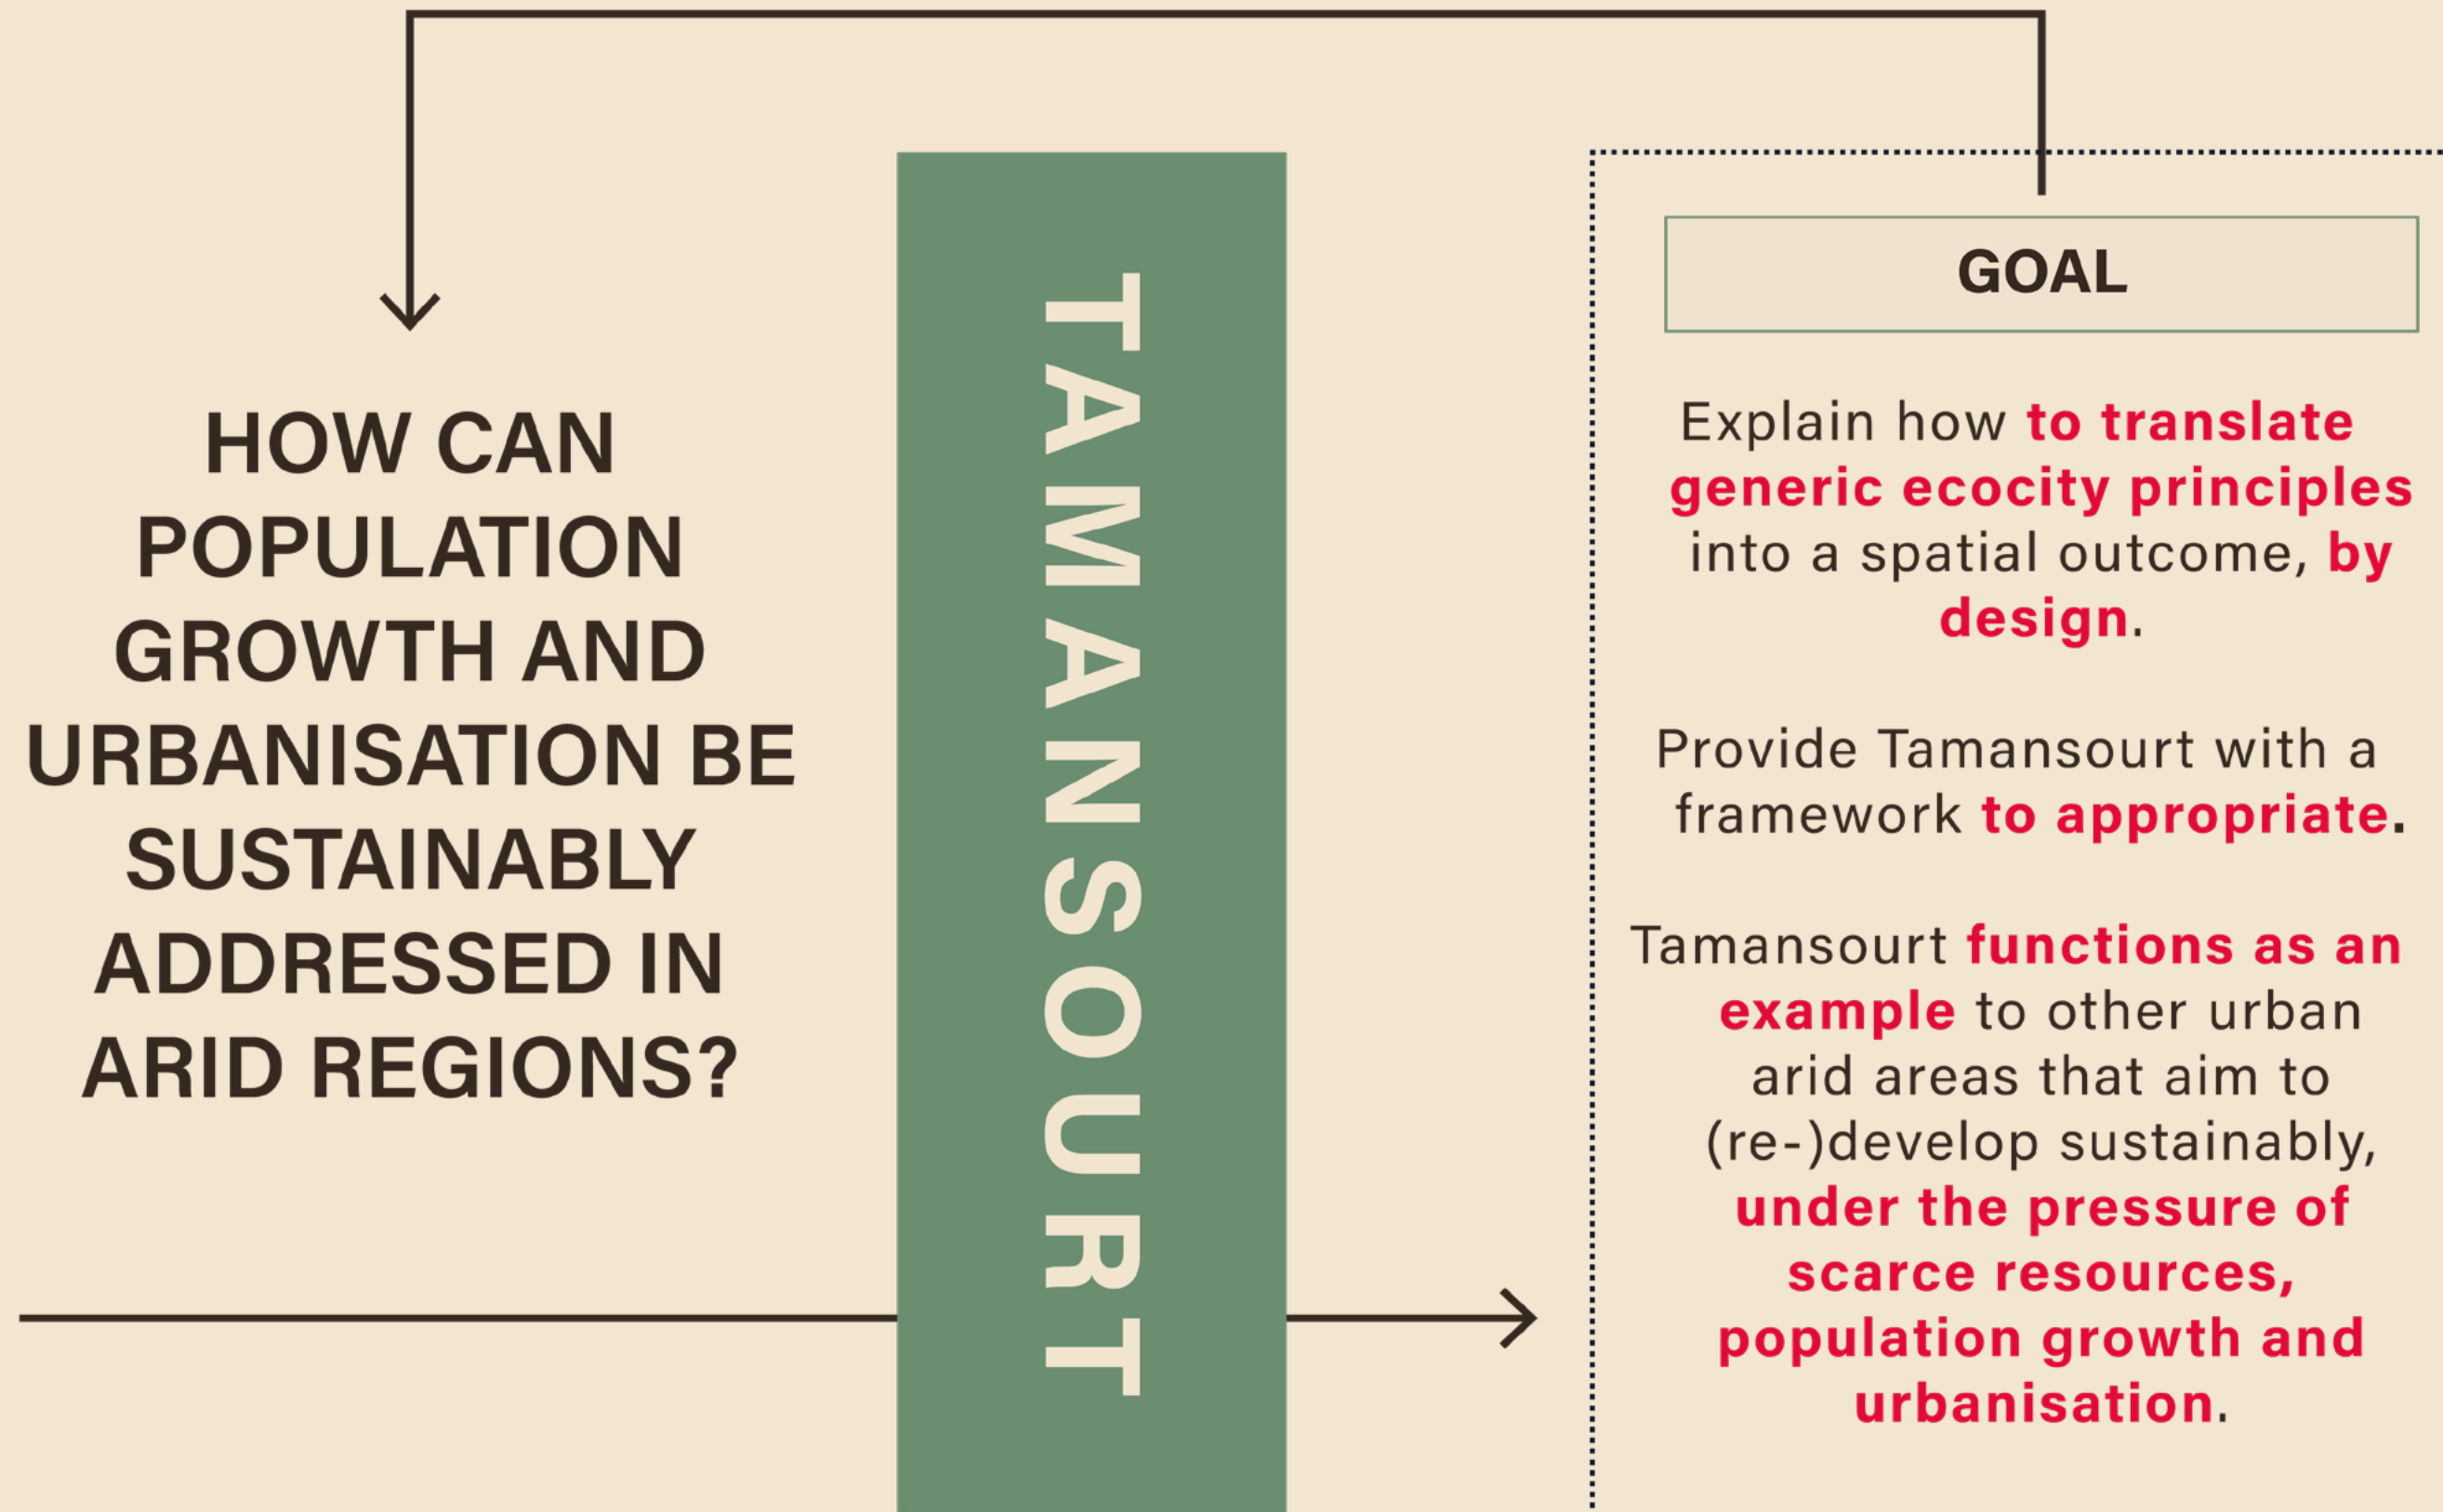 HOW CAN
POPULATION
GROWTH AND
URBANISATION BE
SUSTAINABLY
ADDRESSED IN
ARID REGIONS?
TAMANSOURT
GOAL
Explain how to translate
generic ecocity principles
into a spatial outcome, by
design.
Provide Tamansourt with a
framework to appropriate.
Tamansourt functions as an
example to other urban
arid areas that aim to
(re-)develop sustainably,
under the pressure of
scarce resources,
population growth and
urbanisation.